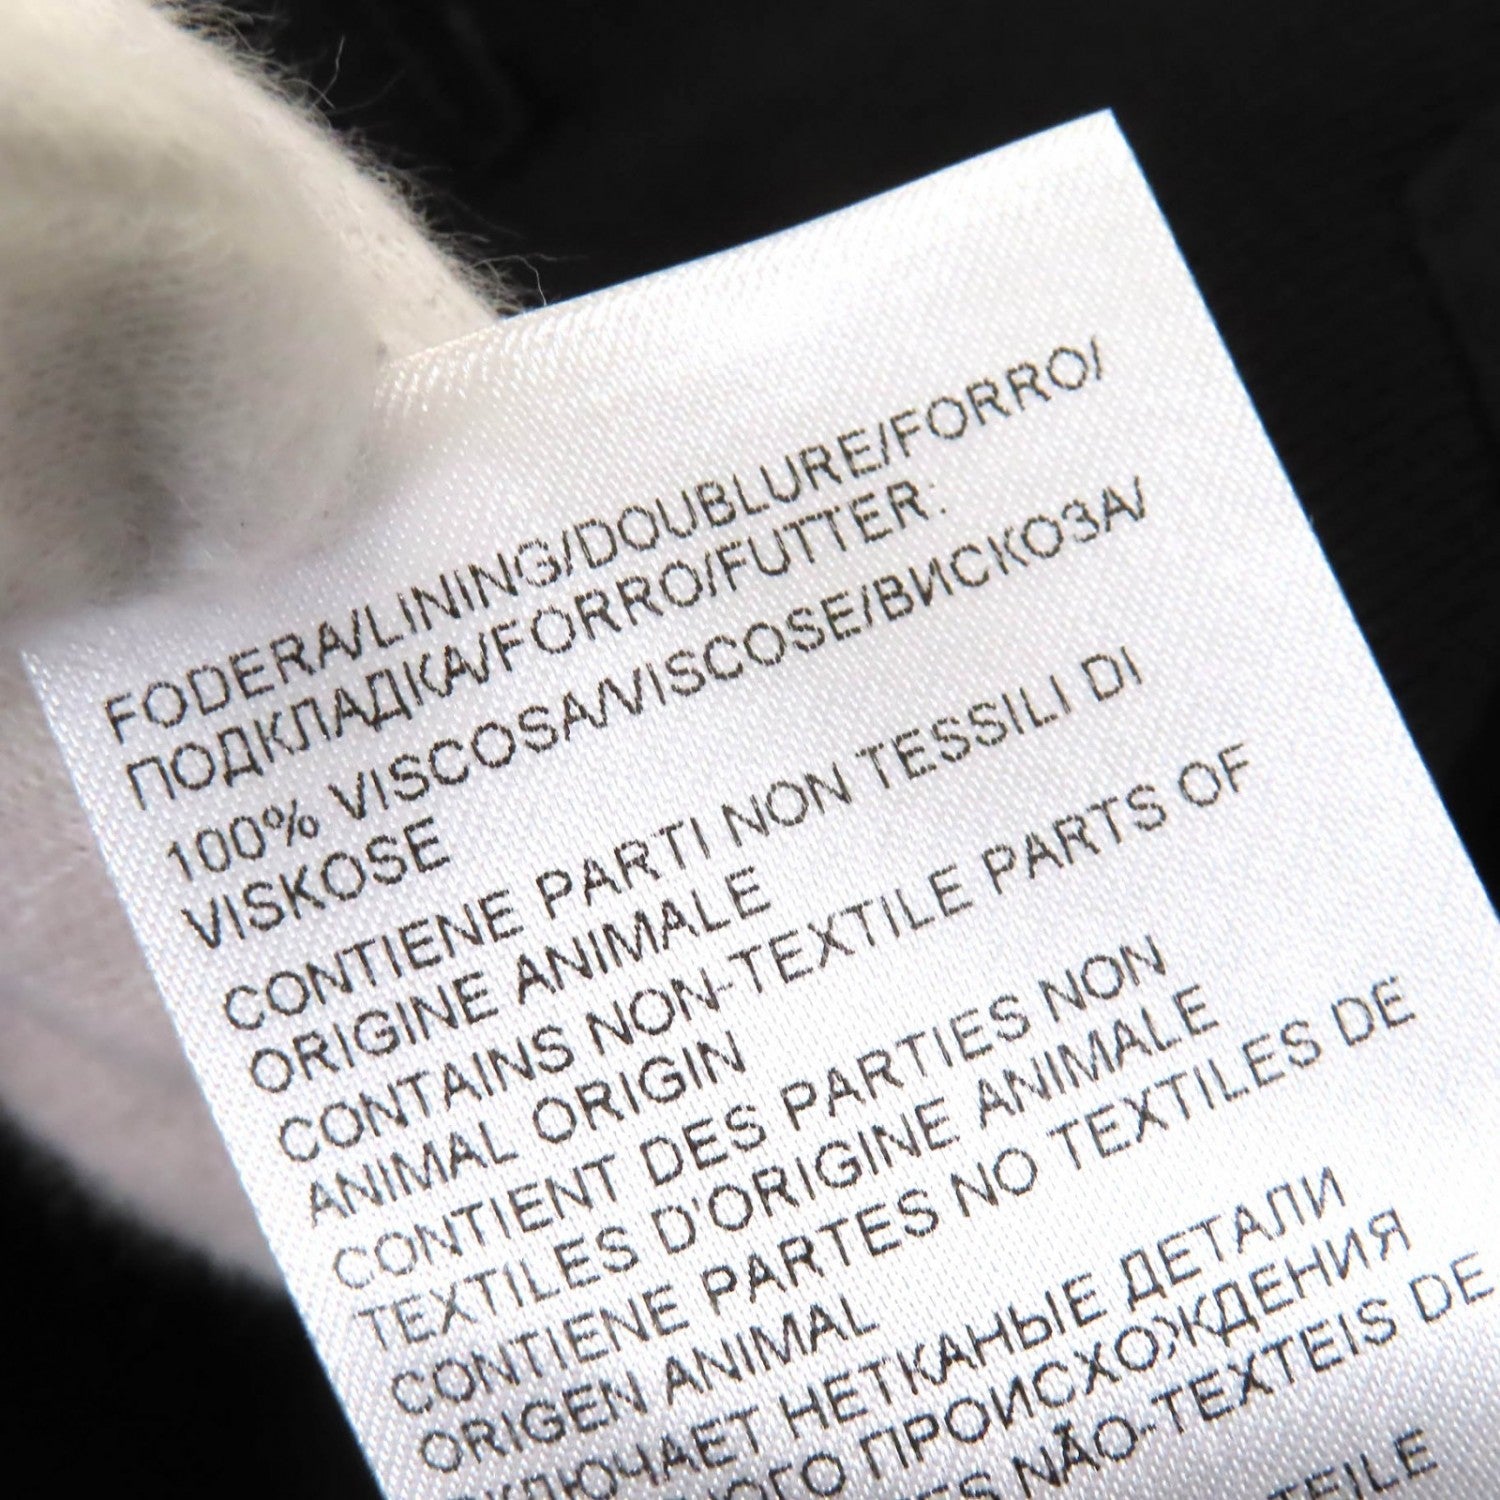 FODERA/LINING/DOUBLURE/FORRO/
ПОДКЛАДКА/FORRO/FUTTER:
100% VISCOSA/VISCOSE/ВИСКОЗА/
VISKOSE
CONTIENE PARTI NON TESSILI DI
ORIGINE ANIMALE
CONTAINS NON-TEXTILE PARTS OF
ANIMAL ORIGIN
CONTIENT DES PARTIES NON
TEXTILES D'ORIGINE ANIMALE
CONTIENE PARTES NO TEXTILES DE
ORIGEN ANIMAL
НЕТКАНЫЕ ДЕТАЛИ
ПРОИСХОЖДЕНИЯ
NÃO-TEXTEIS DE